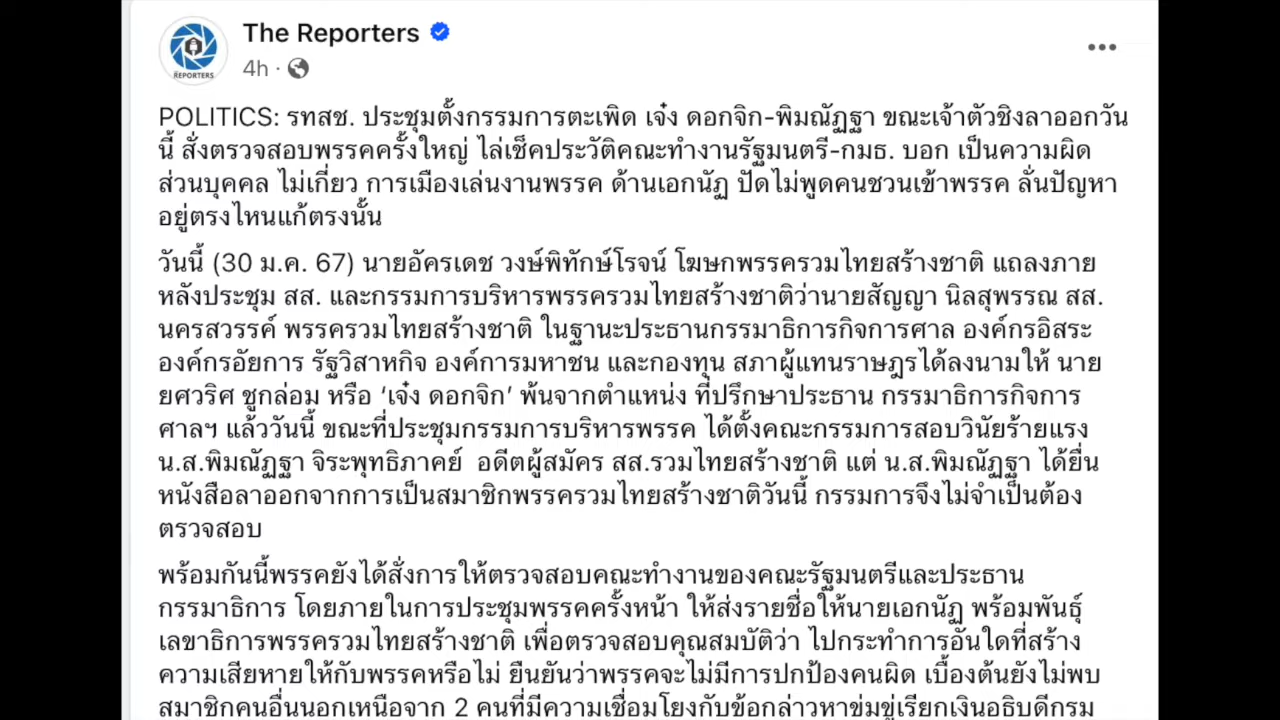 The Reporters
4h ·
THE REPORTERS
POLITICS: รทสช. ประชุมตั้งกรรมการตะเพิด เจ๋ง ดอกจิก-พิมณัฏฐา ขณะเจ้าตัวชิงลาออกวัน
นี้ สั่งตรวจสอบพรรคครั้งใหญ่ ไล่เช็คประวัติคณะทำงานรัฐมนตรี-กมธ. บอก เป็นความผิด
ส่วนบุคคล ไม่เกี่ยว การเมืองเล่นงานพรรค ด้านเอกนัฏ ปัดไม่พูดคนชวนเข้าพรรค ลั่นปัญหา
อยู่ตรงไหนแก้ตรงนั้น
วันนี้ (30 ม.ค. 67) นายอัครเดช วงษ์พิทักษ์โรจน์ โฆษกพรรครวมไทยสร้างชาติ แถลงภาย
หลังประชุม สส. และกรรมการบริหารพรรครวมไทยสร้างชาติว่านายสัญญา นิลสุพรรณ สส.
นครสวรรค์ พรรครวมไทยสร้างชาติ ในฐานะประธานกรรมาธิการกิจการศาล องค์กรอิสระ
องค์กรอัยการ รัฐวิสาหกิจ องค์การมหาชน และกองทุน สภาผู้แทนราษฎรได้ลงนามให้ นาย
ยศวริศ ชูกล่อม หรือ ‘เจ๋ง ดอกจิก’ พ้นจากตำแหน่ง ที่ปรึกษาประธาน กรรมาธิการกิจการ
ศาลฯ แล้ววันนี้ ขณะที่ประชุมกรรมการบริหารพรรค ได้ตั้งคณะกรรมการสอบวินัยร้ายแรง
น.ส.พิมณัฏฐา จิระพุทธิภาคย์ อดีตผู้สมัคร สส.รวมไทยสร้างชาติ แต่ น.ส.พิมณัฏฐา ได้ยื่น
หนังสือลาออกจากการเป็นสมาชิกพรรครวมไทยสร้างชาติวันนี้ กรรมการจึงไม่จำเป็นต้อง
ตรวจสอบ
พร้อมกันนี้พรรคยังได้สั่งการให้ตรวจสอบคณะทำงานของคณะรัฐมนตรีและประธาน
กรรมาธิการ โดยภายในการประชุมพรรคครั้งหน้า ให้ส่งรายชื่อให้นายเอกนัฏ พร้อมพันธุ์
เลขาธิการพรรครวมไทยสร้างชาติ เพื่อตรวจสอบคุณสมบัติว่า ไปกระทำการอันใดที่สร้าง
ความเสียหายให้กับพรรคหรือไม่ ยืนยันว่าพรรคจะไม่มีการปกป้องคนผิด เบื้องต้นยังไม่พบ
สมาชิกคนอื่นนอกเหนือจาก 2 คนที่มีความเชื่อมโยงกับข้อกล่าวหาข่มขู่เรียกเงินอธิบดีกรม